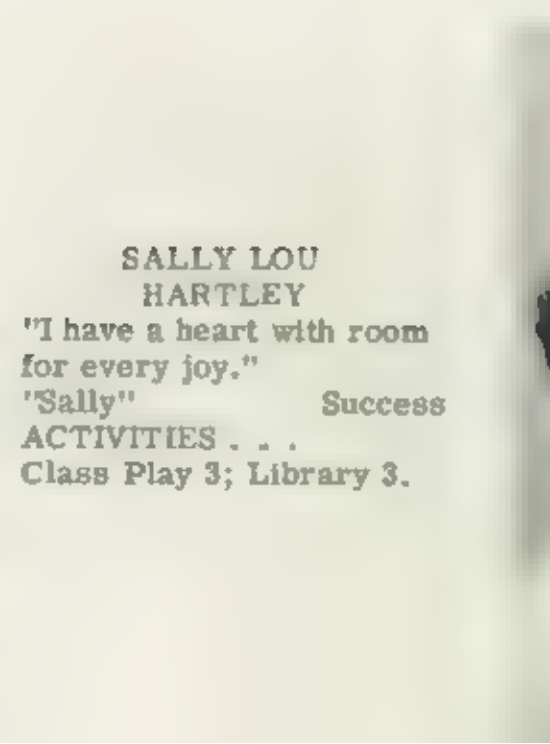 SALLY LOU
HARTLEY
"I have a heart with room
for every joy."
"Sally" Success
ACTIVITIES . . .
Class Play 3; Library 3.